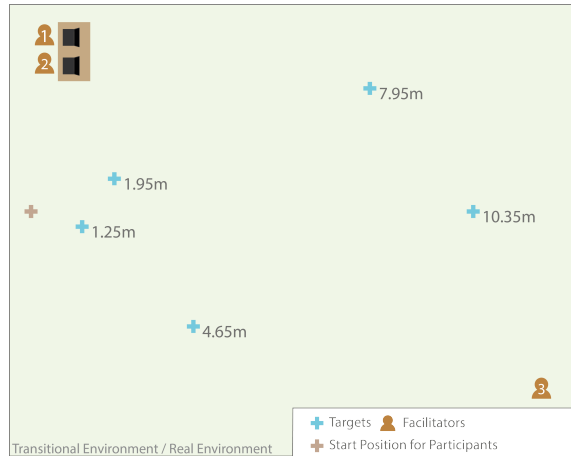 1
2
7.95m
1.95m
10.35m
1.25m
4.65m
3
Targets Facilitators
Start Position for Participants
Transitional Environment / Real Environment